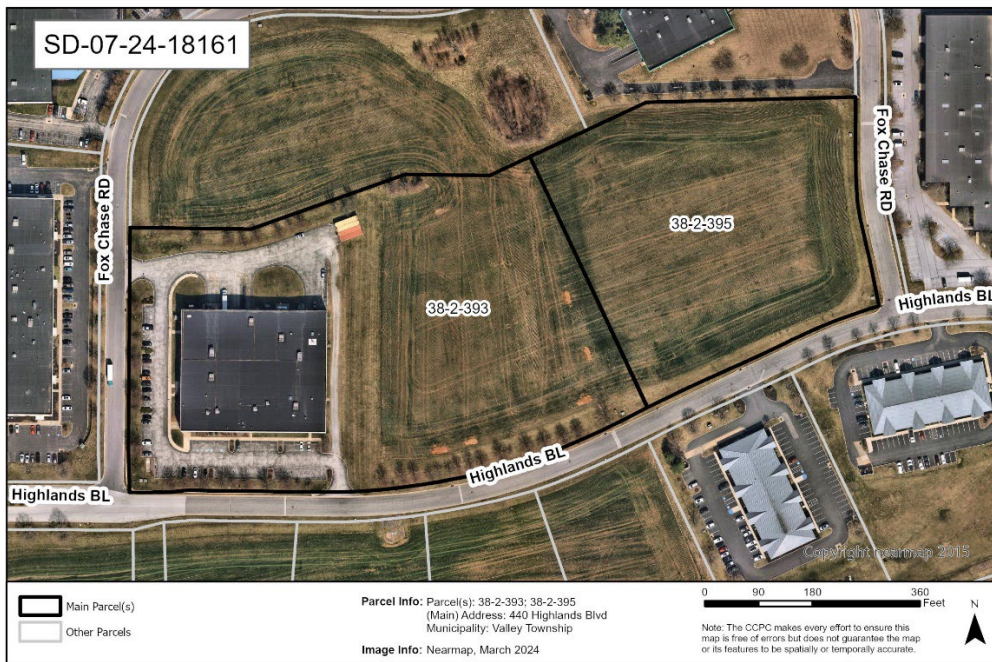 SD-07-24-18161
Fox Chase RD
Fox Chase RD
38-2-395
38-2-393
Highlands BL
Highlands BL
Highlands BL
Copyright nearmap 2015
Main Parcel(s)
Other Parcels
Parcel Info: Parcel(s): 38-2-393; 38-2-395
(Main) Address: 440 Highlands Blvd
Municipality: Valley Township
Image Info: Nearmap, March 2024
0 90 180 360
Feet
N
Note: The CCPC makes every effort to ensure this
map is free of errors but does not guarantee the map
or its features to be spatially or temporally accurate.